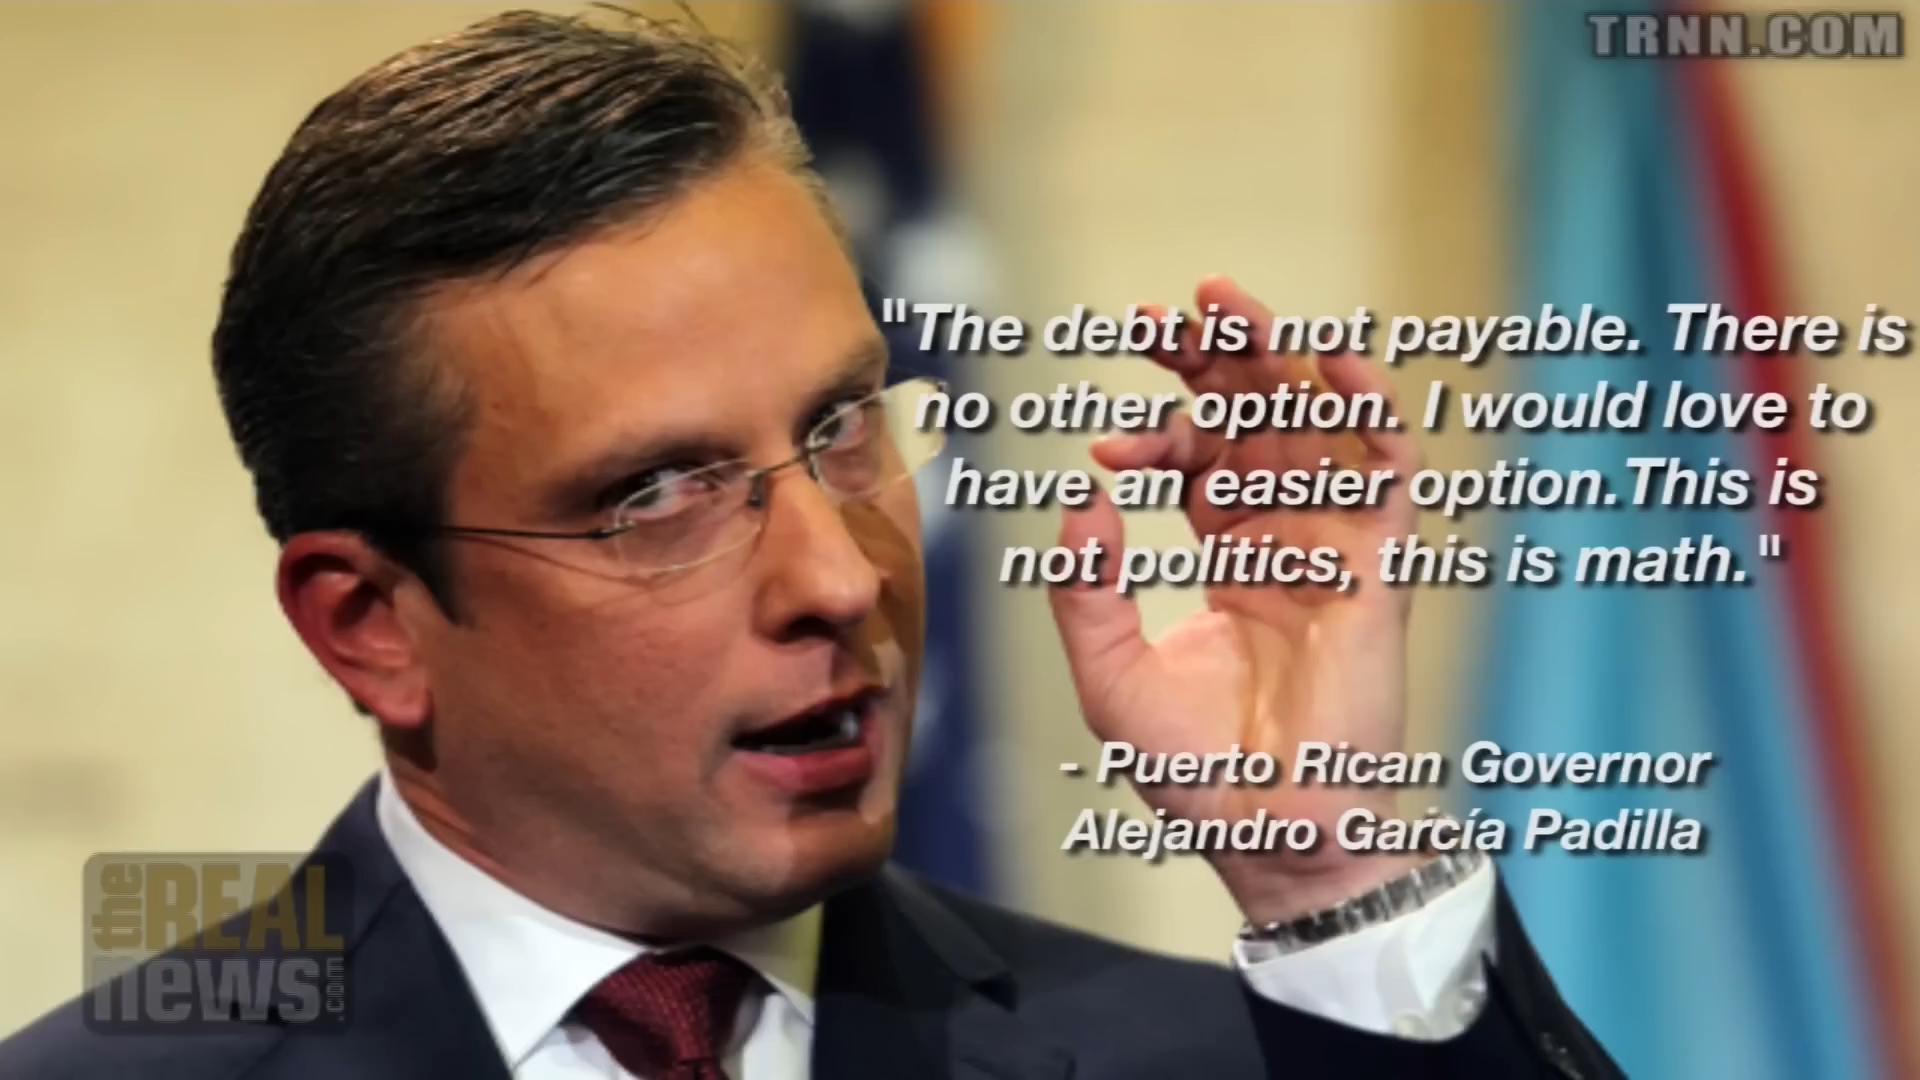 TRNN.COM
"The debt is not payable. There is
no other option. I would love to
have an easier option.This is
not politics, this is math."
- Puerto Rican Governor
Alejandro García Padilla
the REAL
news.com